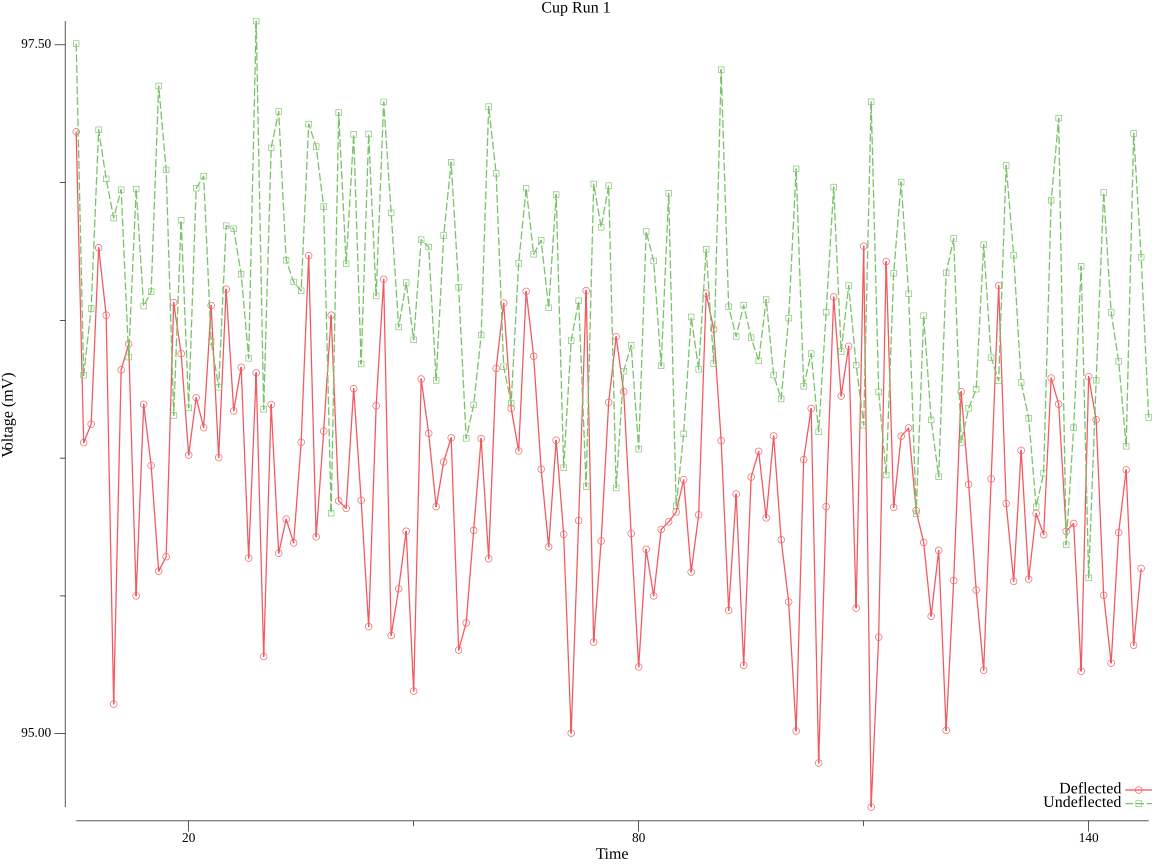 Cup Run 1
97.50
Voltage (mV)
95.00
Deflected
Undeflected
20
80
140
Time